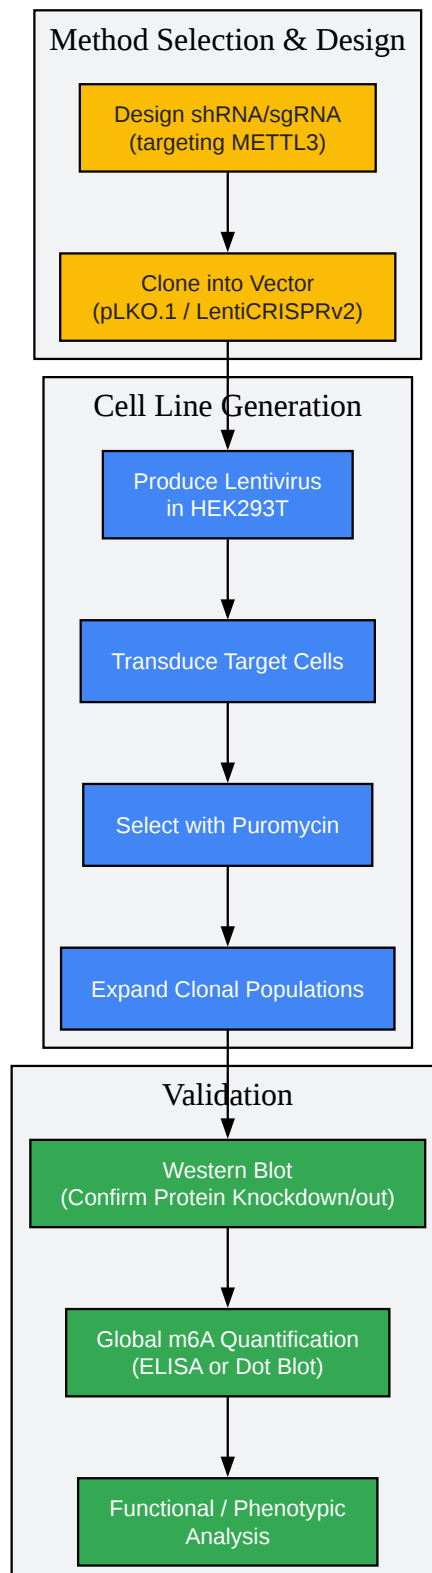 Method Selection & Design
Design shRNA/sgRNA
(targeting METTL3)
Clone into Vector
(pLKO.1 / LentiCRISPRv2)
Cell Line Generation
Produce Lentivirus
in HEK293T
Transduce Target Cells
Select with Puromycin
Expand Clonal Populations
Validation
Western Blot
(Confirm Protein Knockdown/out)
Global m6A Quantification
(ELISA or Dot Blot)
Functional / Phenotypic
Analysis